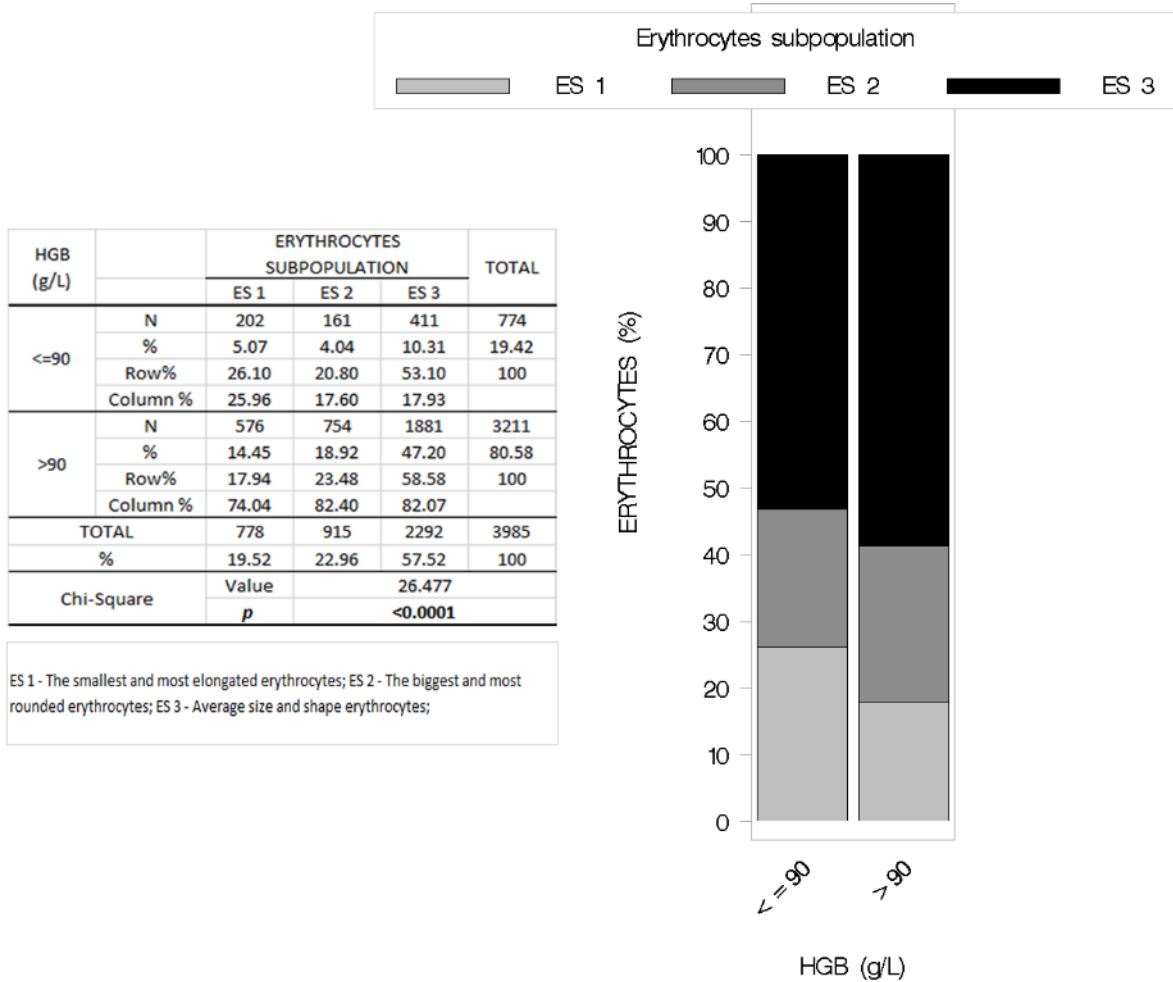 Erythrocytes subpopulation
ES 1 ES 2 ES 3
HGB (g/L) ERYTHROCYTES SUBPOPULATION TOTAL
ES 1 ES 2 ES 3
<=90 N 202 161 411 774
% 5.07 4.04 10.31 19.42
Row% 26.10 20.80 53.10 100
Column % 25.96 17.60 17.93
>90 N 576 754 1881 3211
% 14.45 18.92 47.20 80.58
Row% 17.94 23.48 58.58 100
Column % 74.04 82.40 82.07
TOTAL 778 915 2292 3985
% 19.52 22.96 57.52 100
Chi-Square Value 26.477
p <0.0001
ES 1 - The smallest and most elongated erythrocytes; ES 2 - The biggest and most
rounded erythrocytes; ES 3 - Average size and shape erythrocytes;
ERYTHROCYTES (%)
100
90
80
70
60
50
40
30
20
10
0
< = 90
> 90
HGB (g/L)